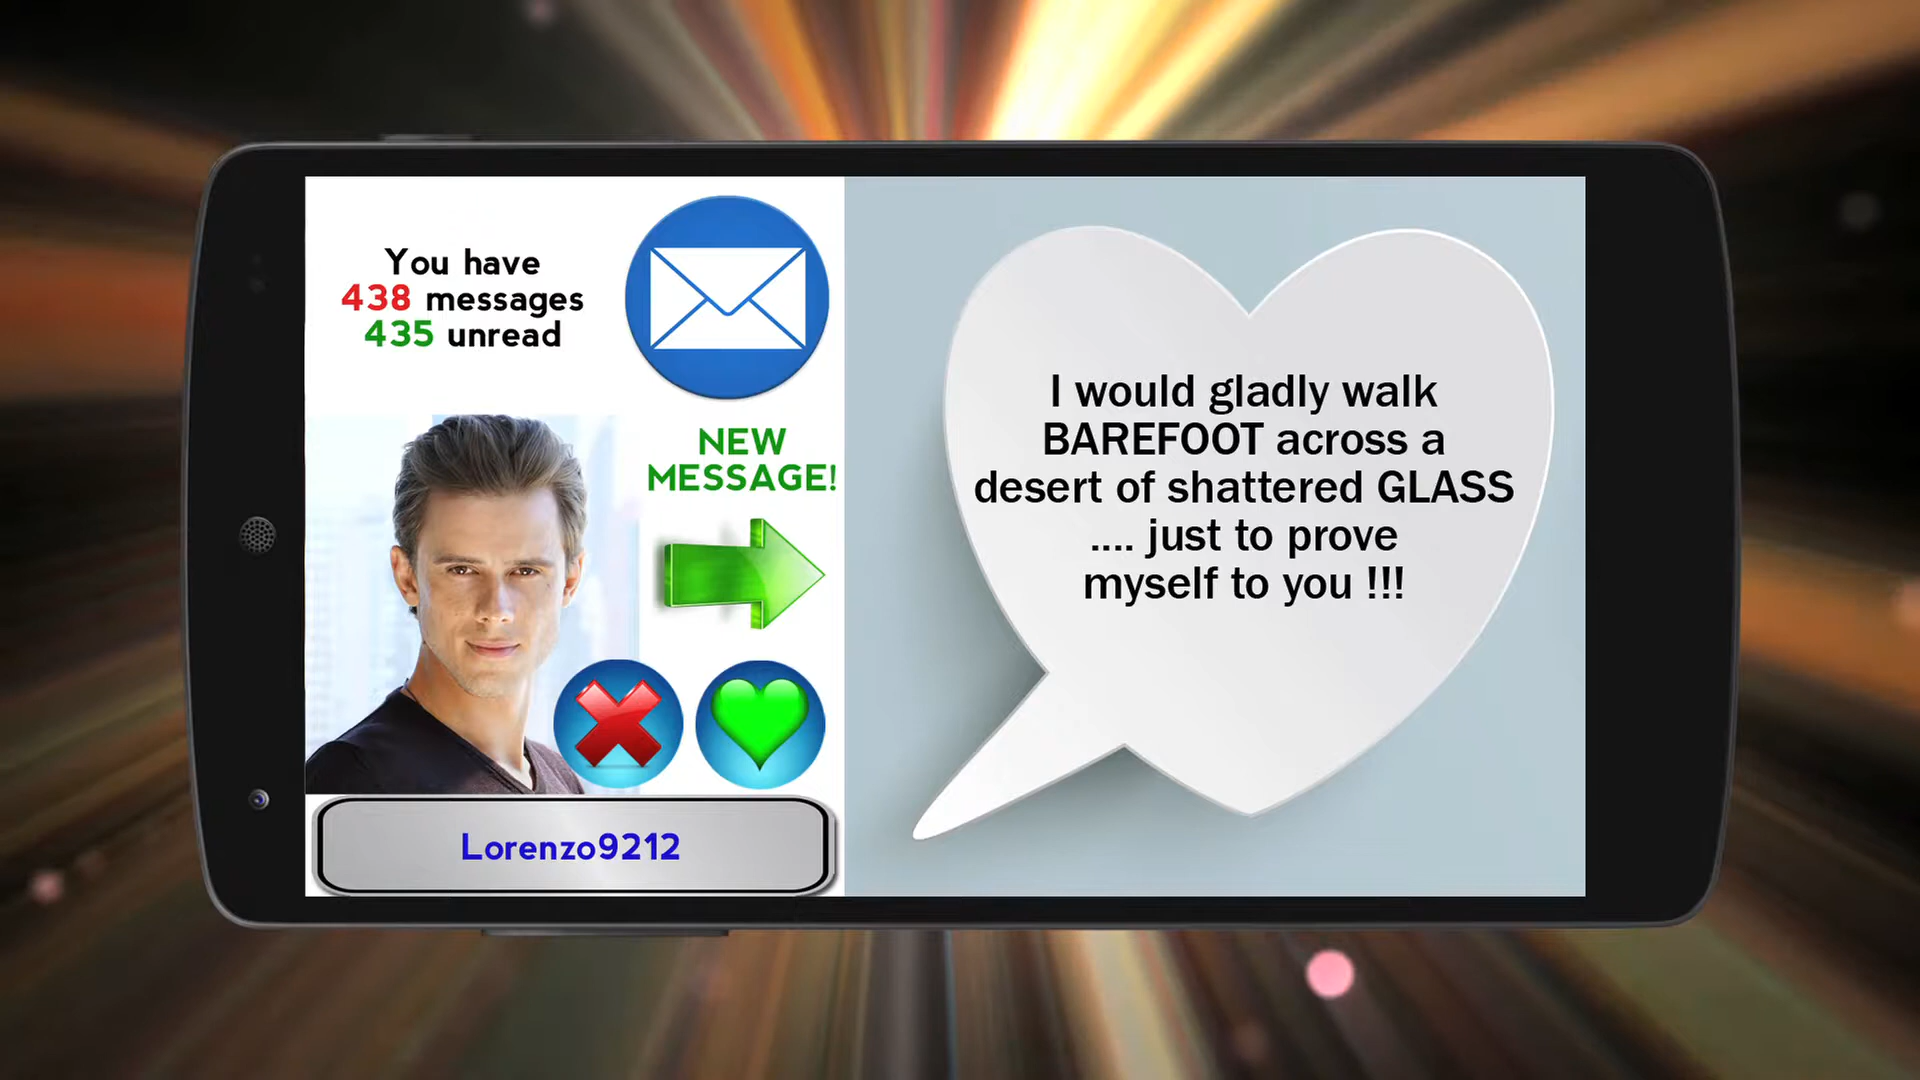 You have
438 messages
435 unread
NEW
MESSAGE!
Lorenzo9212
I would gladly walk
BAREFOOT across a
desert of shattered GLASS
.... just to prove
myself to you !!!